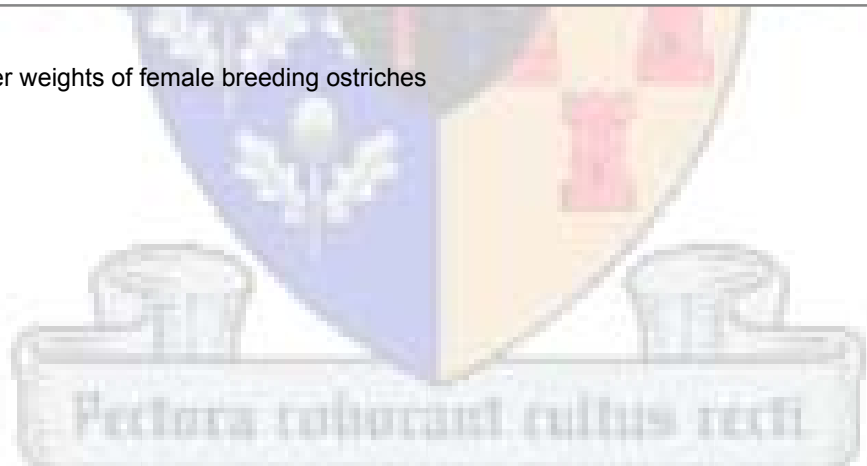 er weights of female breeding ostriches
Pectora roborant cultus recti